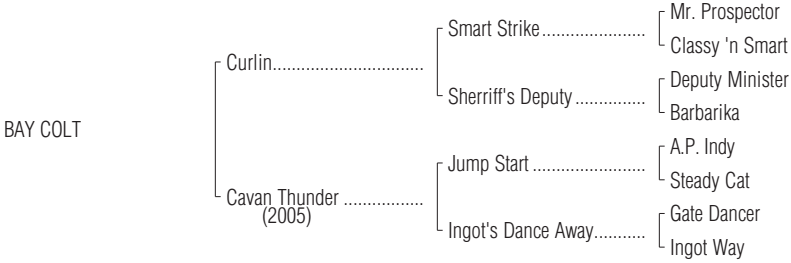 Mr. Prospector
Smart Strike......................
Classy 'n Smart
Curlin................................
Deputy Minister
Sherriff's Deputy ...............
Barbarika
BAY COLT
A.P. Indy
Jump Start ........................
Steady Cat
Cavan Thunder .................
(2005)
Gate Dancer
Ingot's Dance Away...........
Ingot Way